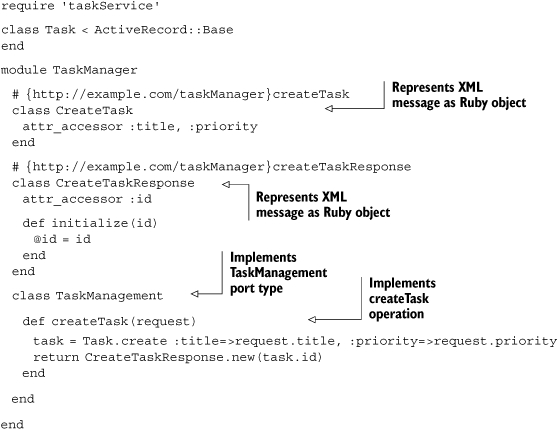 require 'taskService'
class Task < ActiveRecord::Base
end
module TaskManager
# {http://example.com/taskManager}createTask
class CreateTask
attr_accessor :title, :priority
end
Represents XML
message as Ruby object
# {http://example.com/taskManager}createTaskResponse
class CreateTaskResponse
attr_accessor :id
def initialize(id)
@id = id
end
end
Represents XML
message as Ruby object
class TaskManagement
Implements
TaskManagement
port type
def createTask(request)
Implements
createTask
operation
task = Task.create :title=>request.title, :priority=>request.priority
return CreateTaskResponse.new(task.id)
end
end
end